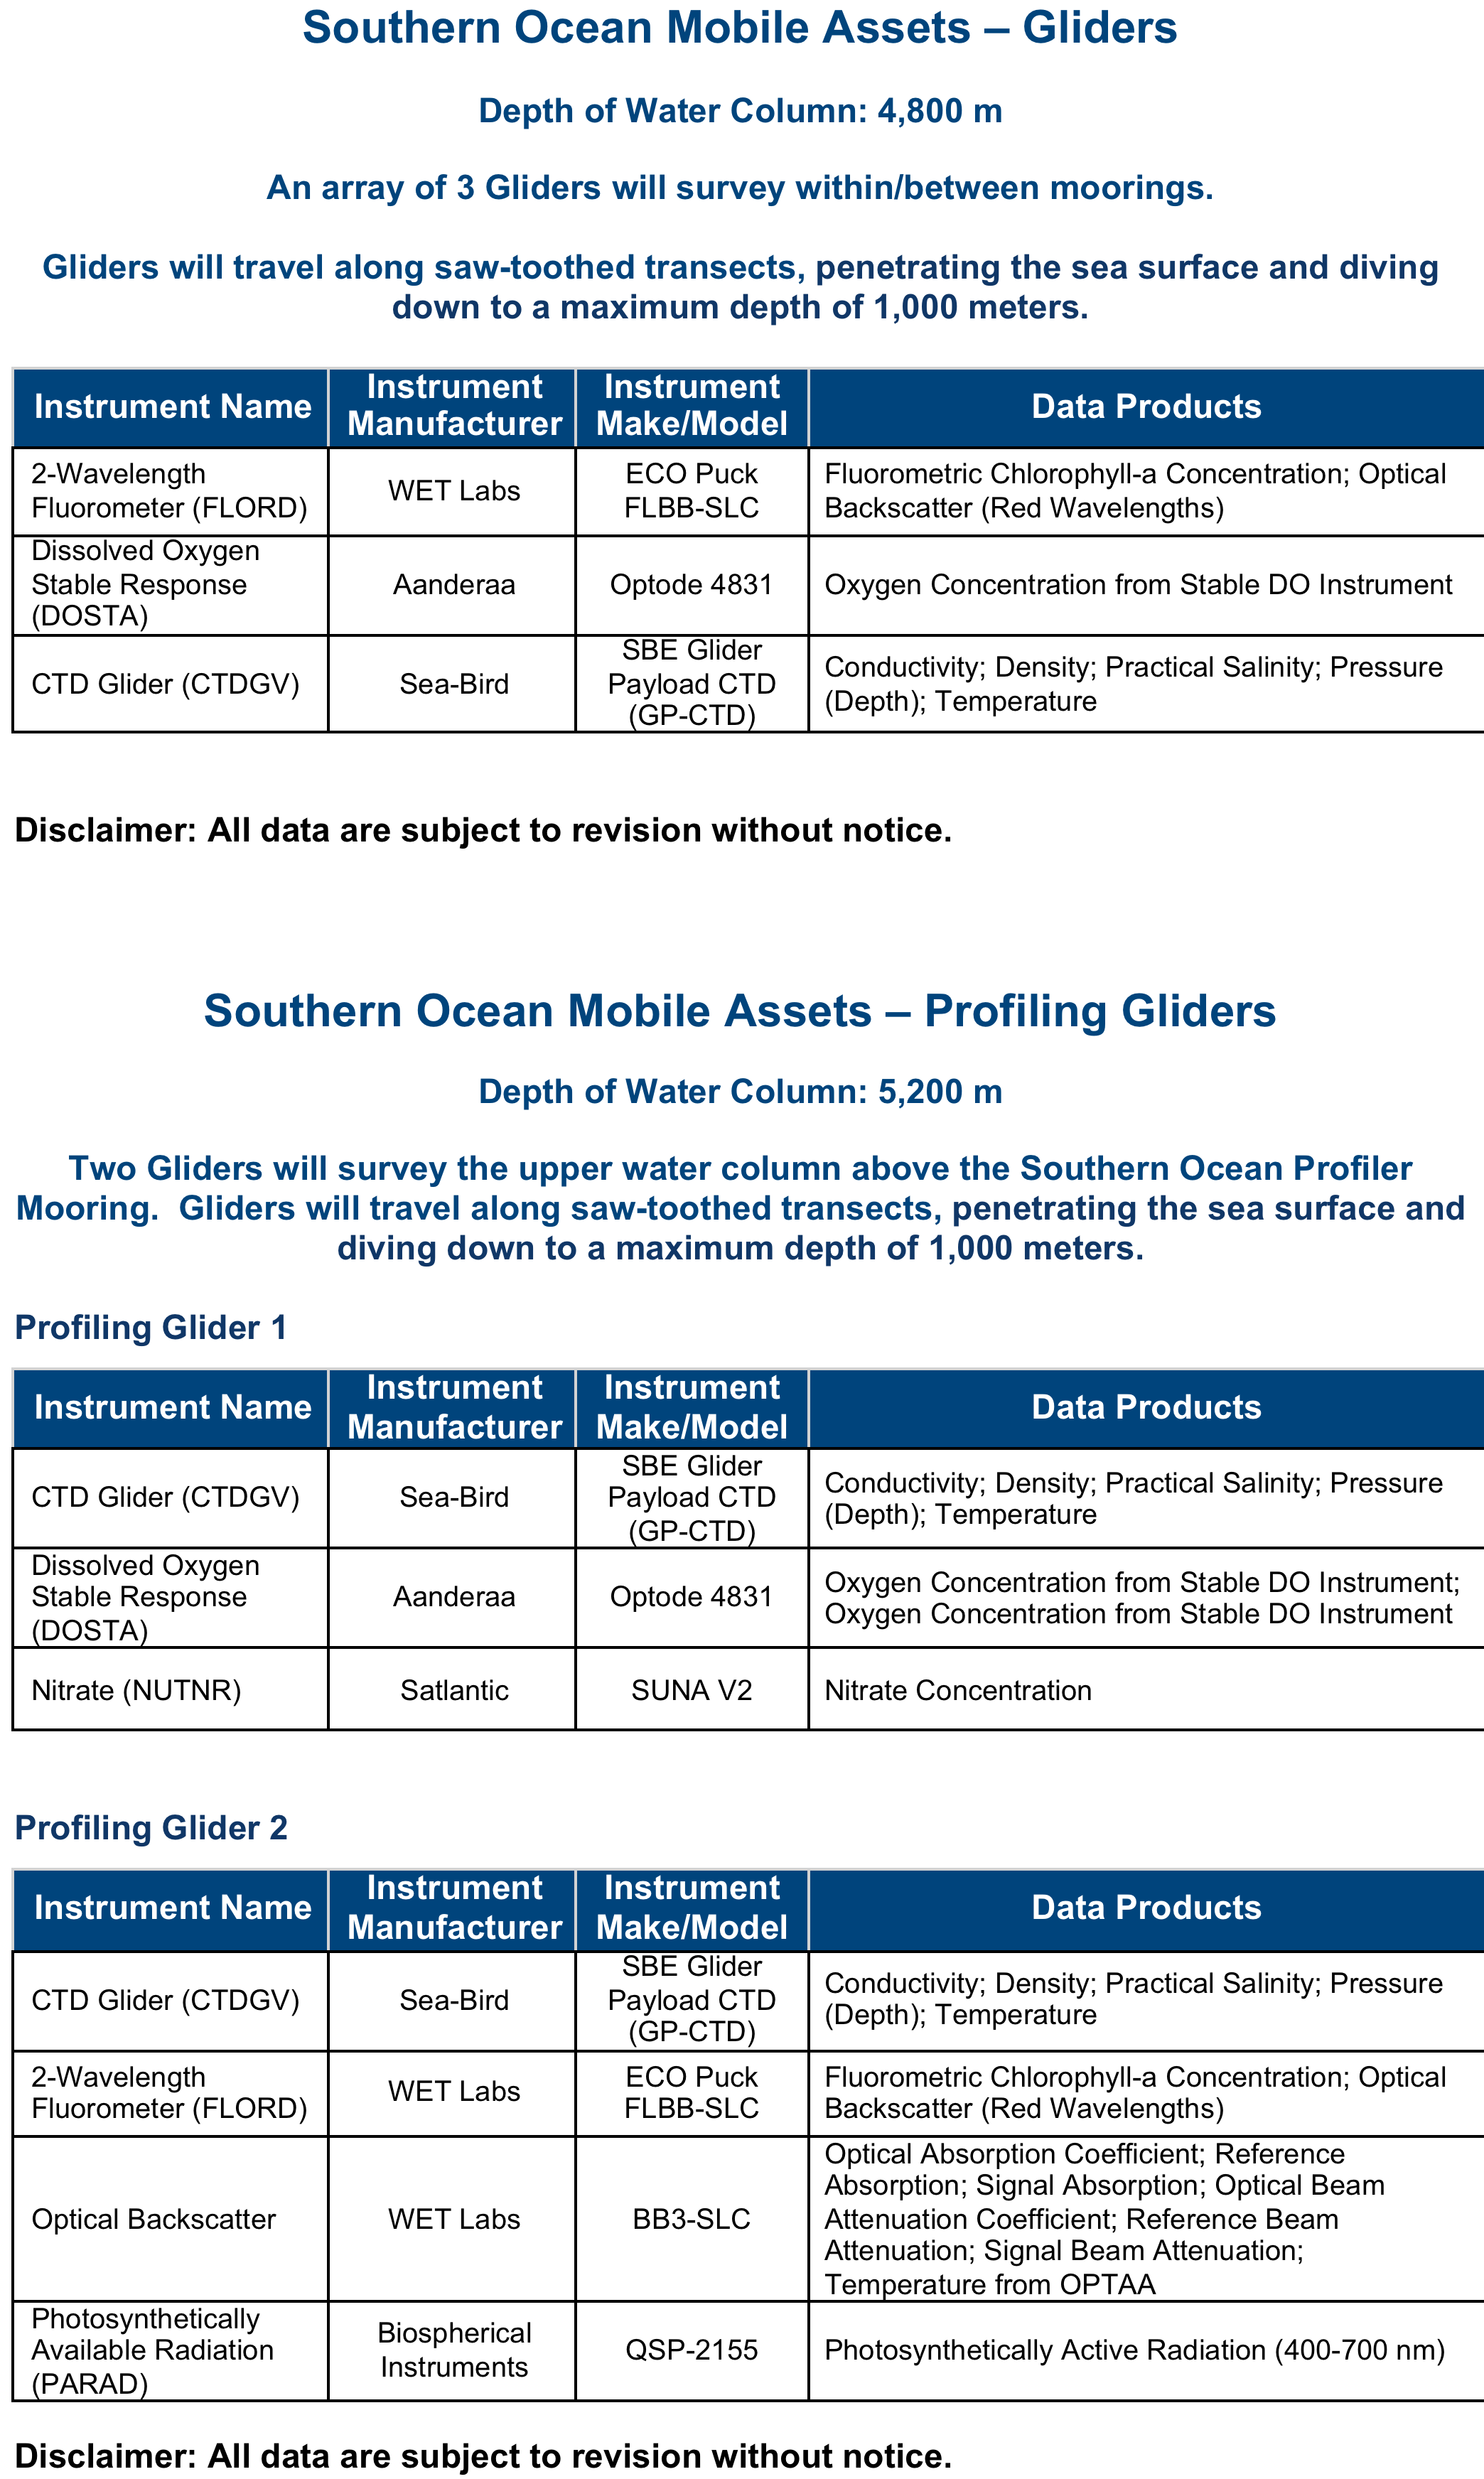 Southern Ocean Mobile Assets – Gliders
Depth of Water Column: 4,800 m
An array of 3 Gliders will survey within/between moorings.
Gliders will travel along saw-toothed transects, penetrating the sea surface and diving
down to a maximum depth of 1,000 meters.
Instrument Name
Instrument
Manufacturer
Instrument
Make/Model
Data Products
2-Wavelength
Fluorometer (FLORD)
WET Labs
ECO Puck
FLBB-SLC
Fluorometric Chlorophyll-a Concentration; Optical
Backscatter (Red Wavelengths)
Dissolved Oxygen
Stable Response
(DOSTA)
Aanderaa
Optode 4831
Oxygen Concentration from Stable DO Instrument
CTD Glider (CTDGV)
Sea-Bird
SBE Glider
Payload CTD
(GP-CTD)
Conductivity; Density; Practical Salinity; Pressure
(Depth); Temperature
Disclaimer: All data are subject to revision without notice.
Southern Ocean Mobile Assets – Profiling Gliders
Depth of Water Column: 5,200 m
Two Gliders will survey the upper water column above the Southern Ocean Profiler
Mooring.  Gliders will travel along saw-toothed transects, penetrating the sea surface and
diving down to a maximum depth of 1,000 meters.
Profiling Glider 1
Instrument Name
Instrument
Manufacturer
Instrument
Make/Model
Data Products
CTD Glider (CTDGV)
Sea-Bird
SBE Glider
Payload CTD
(GP-CTD)
Conductivity; Density; Practical Salinity; Pressure
(Depth); Temperature
Dissolved Oxygen
Stable Response
(DOSTA)
Aanderaa
Optode 4831
Oxygen Concentration from Stable DO Instrument;
Oxygen Concentration from Stable DO Instrument
Nitrate (NUTNR)
Satlantic
SUNA V2
Nitrate Concentration
Profiling Glider 2
Instrument Name
Instrument
Manufacturer
Instrument
Make/Model
Data Products
CTD Glider (CTDGV)
Sea-Bird
SBE Glider
Payload CTD
(GP-CTD)
Conductivity; Density; Practical Salinity; Pressure
(Depth); Temperature
2-Wavelength
Fluorometer (FLORD)
WET Labs
ECO Puck
FLBB-SLC
Fluorometric Chlorophyll-a Concentration; Optical
Backscatter (Red Wavelengths)
Optical Backscatter
WET Labs
BB3-SLC
Optical Absorption Coefficient; Reference
Absorption; Signal Absorption; Optical Beam
Attenuation Coefficient; Reference Beam
Attenuation; Signal Beam Attenuation;
Temperature from OPTAA
Photosynthetically
Available Radiation
(PARAD)
Biospherical
Instruments
QSP-2155
Photosynthetically Active Radiation (400-700 nm)
Disclaimer: All data are subject to revision without notice.